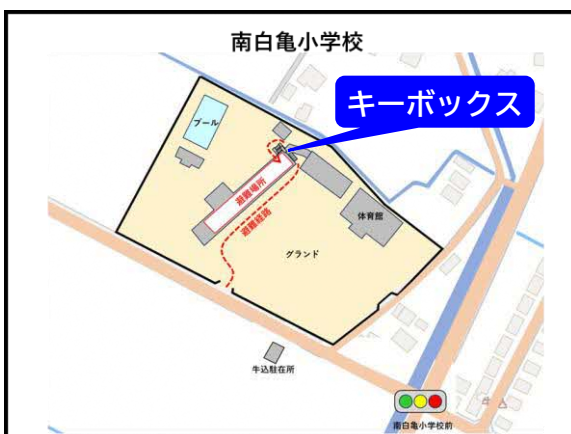 南白亀小学校
キーボックス
プール
避難場所
避難経路
体育館
グランド
牛込駐在所
南白亀小学校前